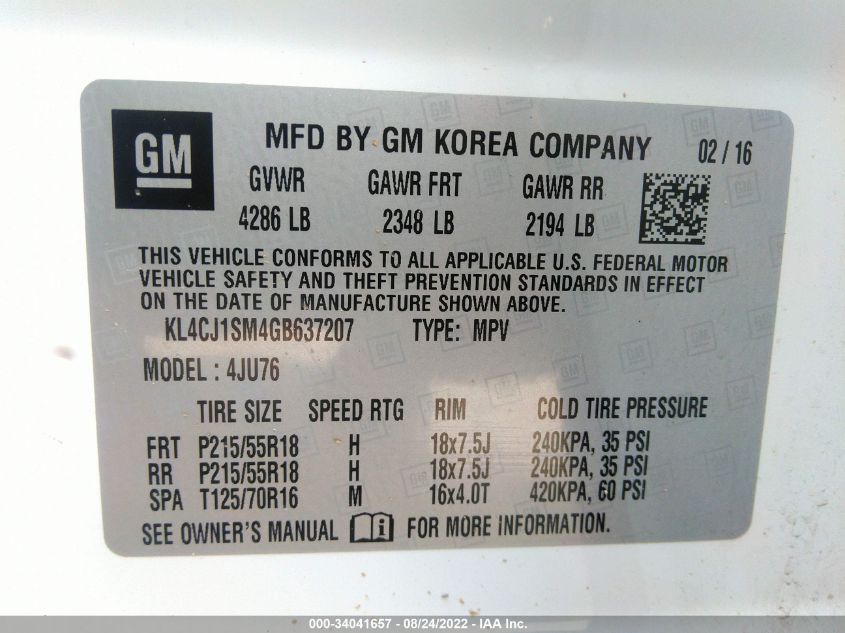 GM MFD BY GM KOREA COMPANY 02 / 16
GVWR GAWR FRT GAWR RR
4286 LB 2348 LB 2194 LB
THIS VEHICLE CONFORMS TO ALL APPLICABLE U.S. FEDERAL MOTOR
VEHICLE SAFETY AND THEFT PREVENTION STANDARDS IN EFFECT
ON THE DATE OF MANUFACTURE SHOWN ABOVE.
KL4CJ1SM4GB637207 TYPE: MPV
MODEL : 4JU76
TIRE SIZE SPEED RTG RIM COLD TIRE PRESSURE
FRT P215/55R18 H 18x7.5J 240KPA, 35 PSI
RR P215/55R18 H 18x7.5J 240KPA, 35 PSI
SPA T125/70R16 M 16x4.0T 420KPA, 60 PSI
SEE OWNER'S MANUAL i FOR MORE INFORMATION.
000-34041657 - 08/24/2022 - IAA Inc.